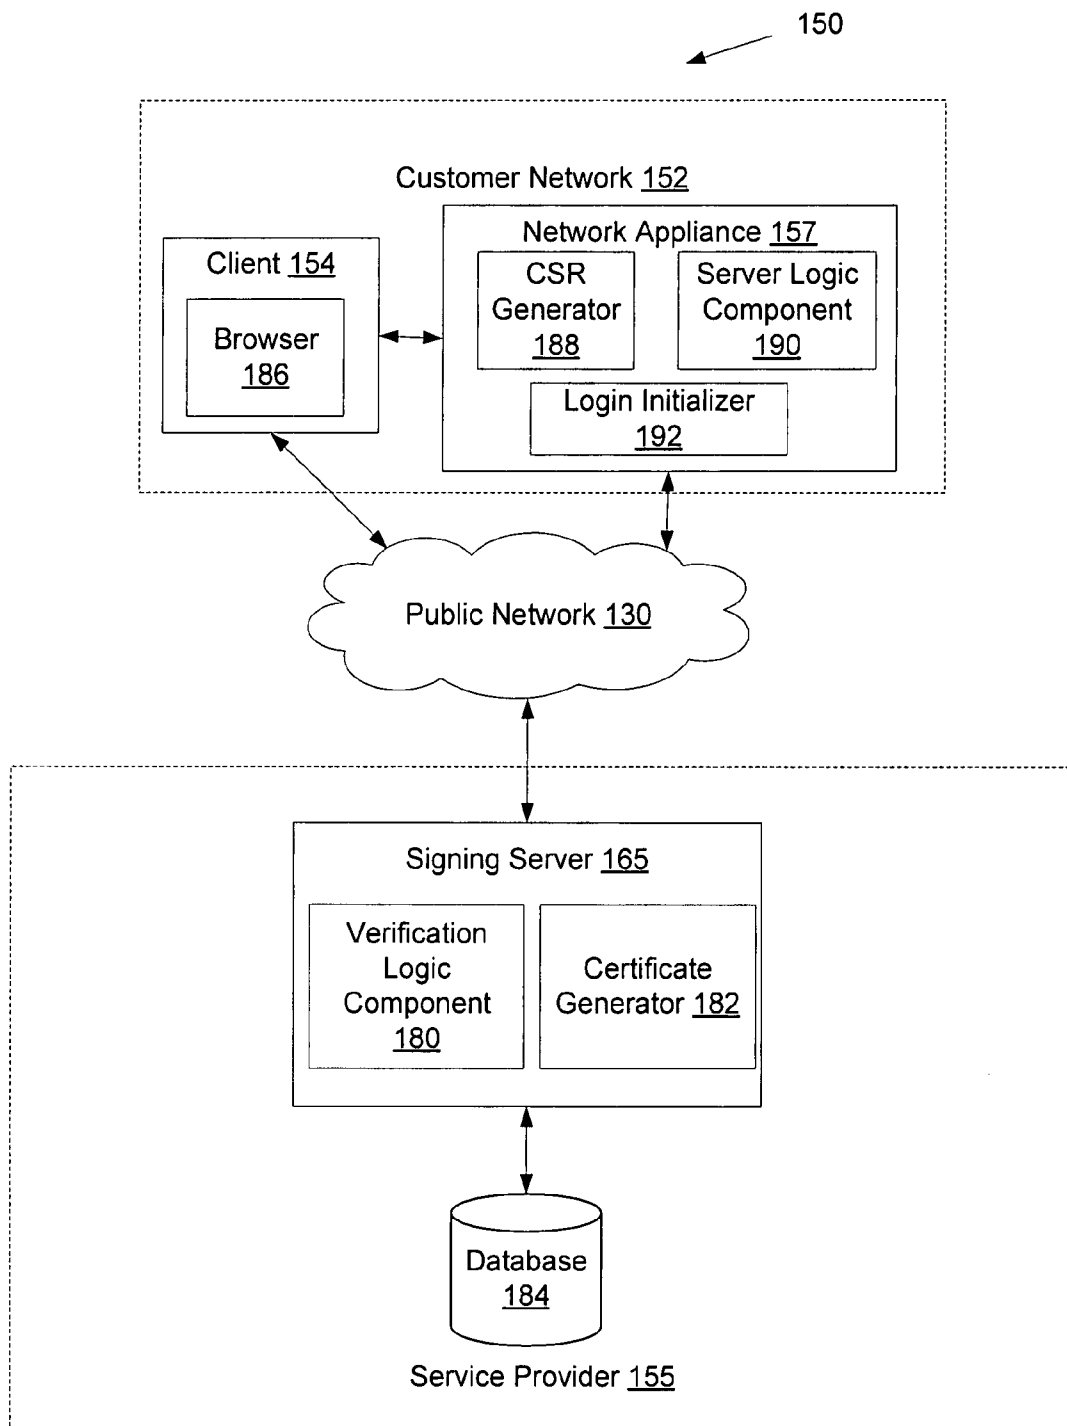 150
Customer Network 152
Network Appliance 157
Client 154
CSR
Generator
188
Server Logic
Component
190
Browser
186
Login Initializer
192
Public Network 130
Signing Server 165
Verification
Logic
Component
180
Certificate
Generator 182
Database
184
Service Provider 155